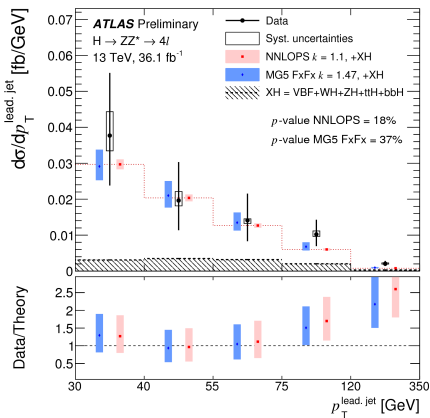 ATLAS Preliminary
H → ZZ* → 4l
13 TeV, 36.1 fb⁻¹
Data
Syst. uncertainties
NNLOPS k = 1.1, +XH
MG5 FxFx k = 1.47, +XH
XH = VBF+WH+ZH+ttH+bbH
p-value NNLOPS = 18%
p-value MG5 FxFx = 37%
dσ/dp_T^lead. jet [fb/GeV]
0.07
0.06
0.05
0.04
0.03
0.02
0.01
0
Data/Theory
2.5
2
1.5
1
0.5
30 40 55 75 120 350
p_T^lead. jet [GeV]